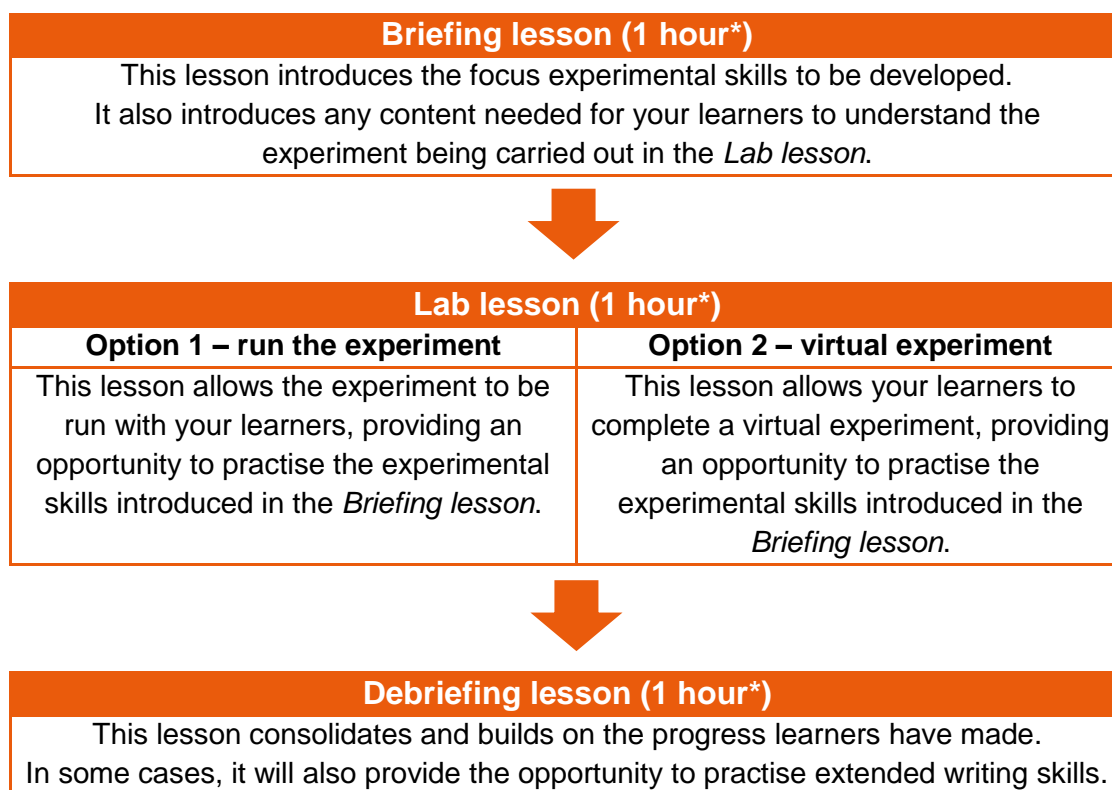 Briefing lesson (1 hour*)
This lesson introduces the focus experimental skills to be developed.
It also introduces any content needed for your learners to understand the
experiment being carried out in the Lab lesson.
Lab lesson (1 hour*)
Option 1 – run the experiment
This lesson allows the experiment to be
run with your learners, providing an
opportunity to practise the experimental
skills introduced in the Briefing lesson.
Option 2 – virtual experiment
This lesson allows your learners to
complete a virtual experiment, providing
an opportunity to practise the
experimental skills introduced in the
Briefing lesson.
Debriefing lesson (1 hour*)
This lesson consolidates and builds on the progress learners have made.
In some cases, it will also provide the opportunity to practise extended writing skills.